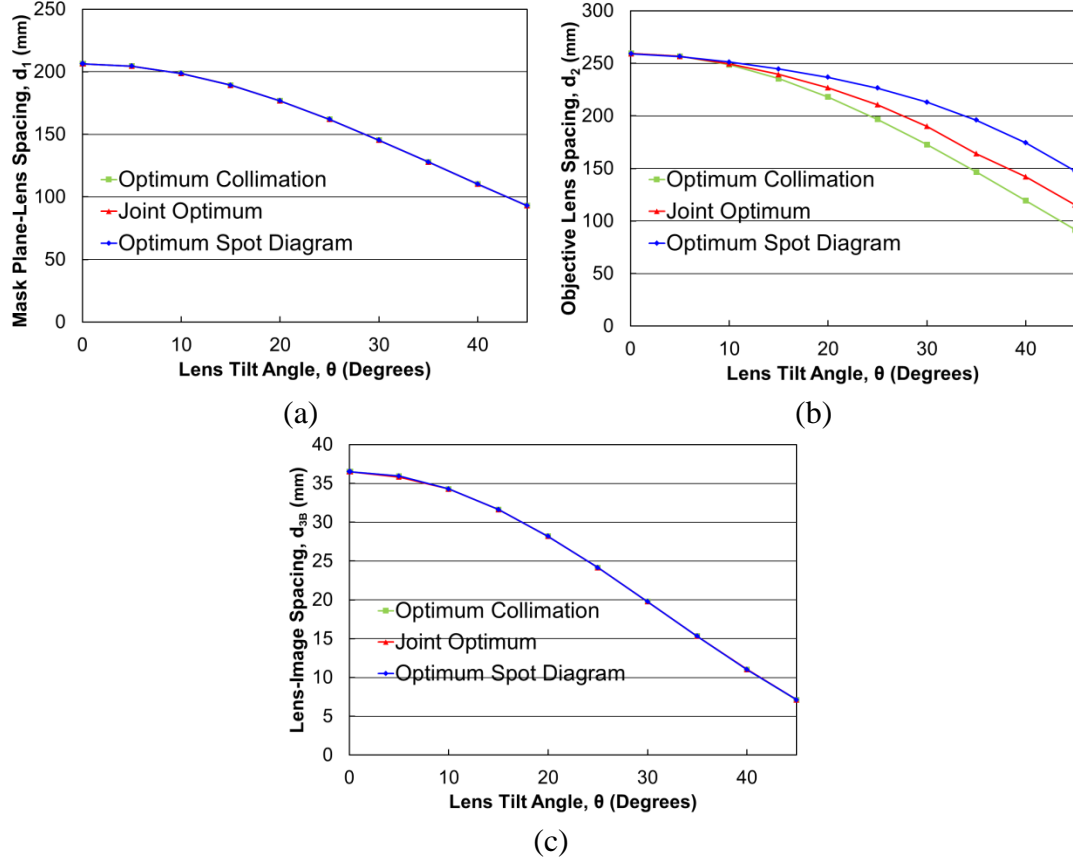 250
200
150
100
50
0
Mask Plane-Lens Spacing, d1 (mm)
Optimum Collimation
Joint Optimum
Optimum Spot Diagram
0 10 20 30 40
Lens Tilt Angle, θ (Degrees)
(a)
300
250
200
150
100
50
0
Objective Lens Spacing, d2 (mm)
Optimum Collimation
Joint Optimum
Optimum Spot Diagram
0 10 20 30 40
Lens Tilt Angle, θ (Degrees)
(b)
40
35
30
25
20
15
10
5
0
Lens-Image Spacing, d3B (mm)
Optimum Collimation
Joint Optimum
Optimum Spot Diagram
0 10 20 30 40
Lens Tilt Angle, θ (Degrees)
(c)